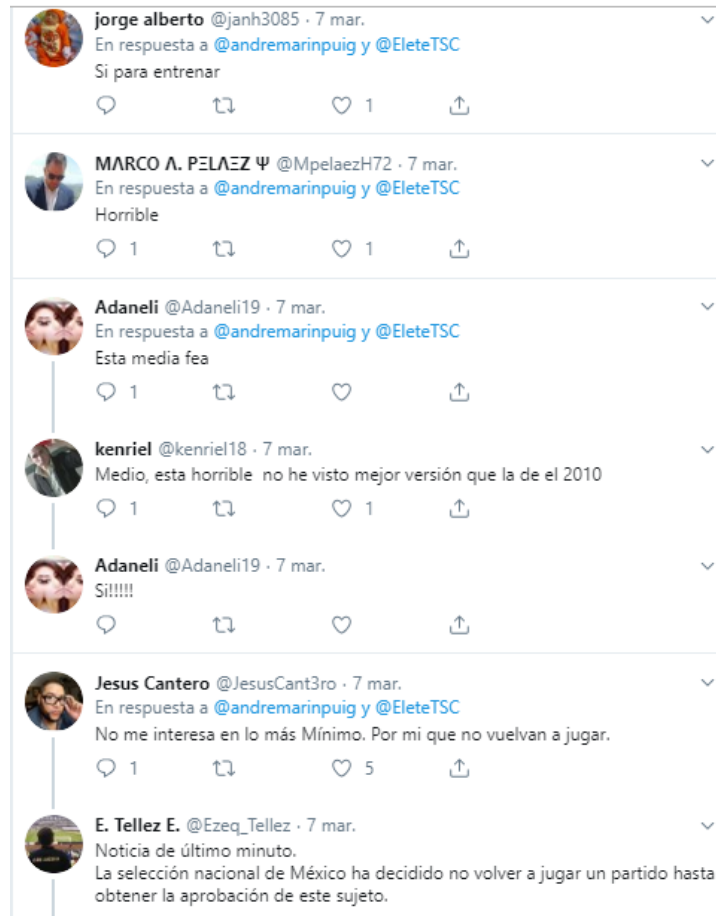 jorge alberto @janh3085 · 7 mar.
En respuesta a @andremarinpuig y @EleteTSC
Si para entrenar
1
MΛRCO Λ. PΞLΛEZ Ψ @MpelaezH72 · 7 mar.
En respuesta a @andremarinpuig y @EleteTSC
Horrible
1 1
Adaneli @Adaneli19 · 7 mar.
En respuesta a @andremarinpuig y @EleteTSC
Esta media fea
1
kenriel @kenriel18 · 7 mar.
Medio, esta horrible no he visto mejor versión que la de el 2010
1 1
Adaneli @Adaneli19 · 7 mar.
Si!!!!!
Jesus Cantero @JesusCant3ro · 7 mar.
En respuesta a @andremarinpuig y @EleteTSC
No me interesa en lo más Mínimo. Por mi que no vuelvan a jugar.
1 5
E. Tellez E. @Ezeq_Tellez · 7 mar.
Noticia de último minuto.
La selección nacional de México ha decidido no volver a jugar un partido hasta
obtener la aprobación de este sujeto.